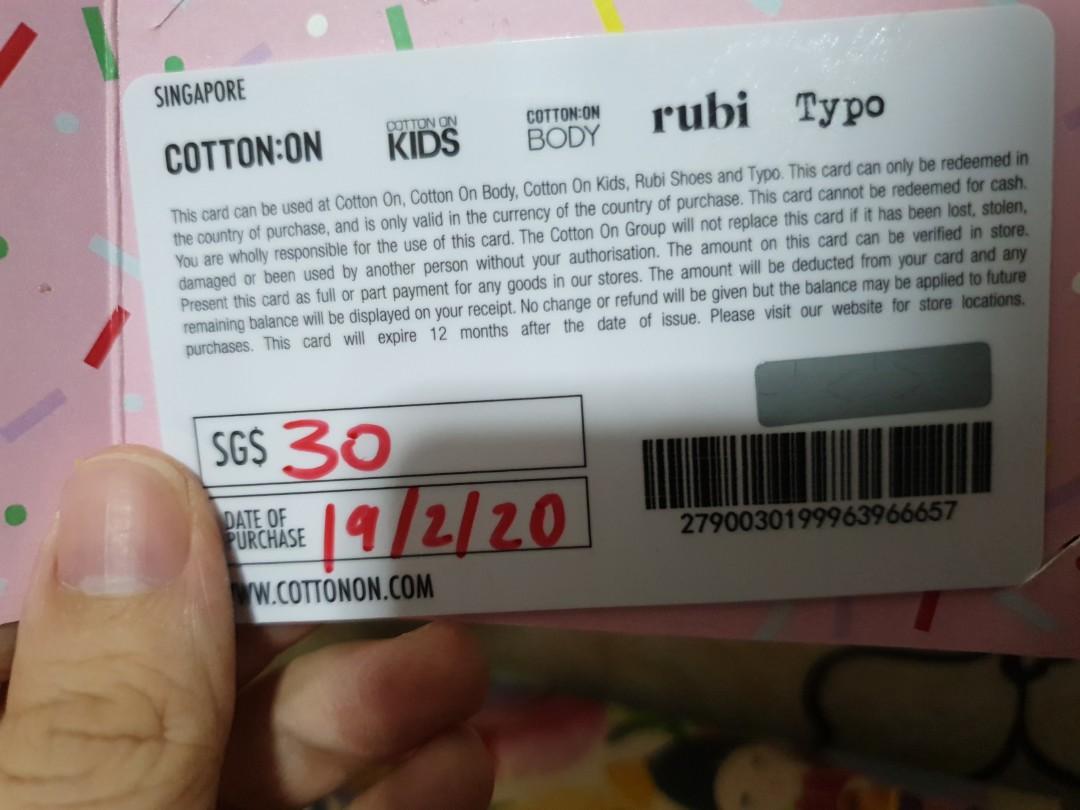 SINGAPORE
COTTON:ON
COTTON ON
KIDS
COTTON:ON
BODY
rubi
Typo
This card can be used at Cotton On, Cotton On Body, Cotton On Kids, Rubi Shoes and Typo. This card can only be redeemed in
the country of purchase, and is only valid in the currency of the country of purchase. This card cannot be redeemed for cash.
You are wholly responsible for the use of this card. The Cotton On Group will not replace this card if it has been lost, stolen,
damaged or been used by another person without your authorisation. The amount on this card can be verified in store.
Present this card as full or part payment for any goods in our stores. The amount will be deducted from your card and any
remaining balance will be displayed on your receipt. No change or refund will be given but the balance may be applied to future
purchases. This card will expire 12 months after the date of issue. Please visit our website for store locations.
SG$ 30
DATE OF
PURCHASE 19/2/20
2790030199963966657
WWW.COTTONON.COM